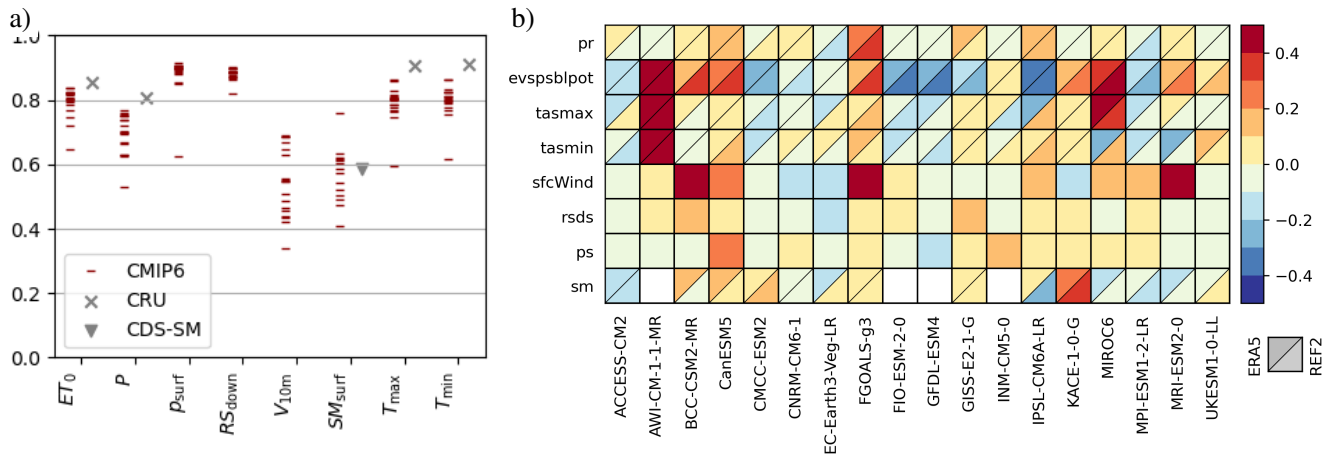 a)
1.0
0.8
0.6
0.4
0.2
0.0
CMIP6
CRU
CDS-SM
ET0
P
psurf
RSdown
V10m
SMsurf
Tmax
Tmin
b)
pr
evspsblpot
tasmax
tasmin
sfcWind
rsds
ps
sm
ACCESS-CM2
AWI-CM-1-1-MR
BCC-CSM2-MR
CanESM5
CMCC-ESM2
CNRM-CM6-1
EC-Earth3-Veg-LR
FGOALS-g3
FIO-ESM-2-0
GFDL-ESM4
GISS-E2-1-G
INM-CM5-0
IPSL-CM6A-LR
KACE-1-0-G
MIROC6
MPI-ESM1-2-LR
MRI-ESM2-0
UKESM1-0-LL
0.4
0.2
0.0
−0.2
−0.4
ERA5
REF2